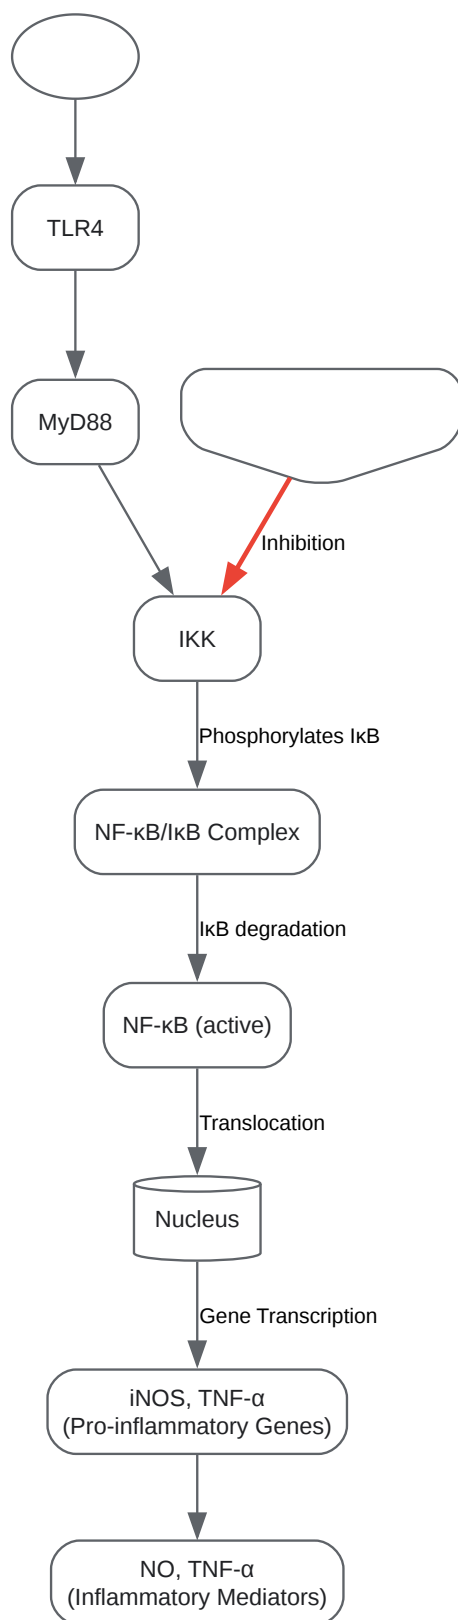 TLR4
MyD88
Inhibition
IKK
Phosphorylates IκB
NF-κB/IκB Complex
IκB degradation
NF-κB (active)
Translocation
Nucleus
Gene Transcription
iNOS, TNF-α
(Pro-inflammatory Genes)
NO, TNF-α
(Inflammatory Mediators)